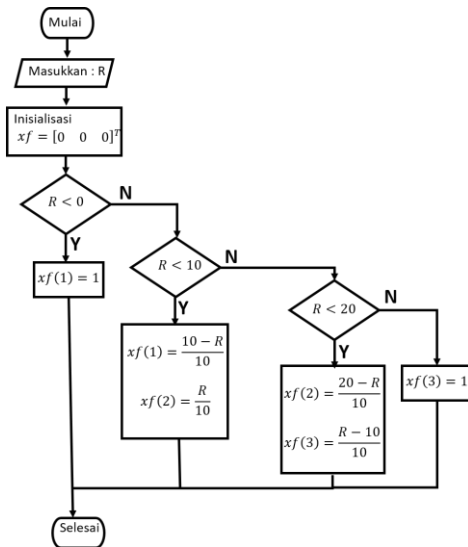 Mulai
Masukkan : R
Inisialisasi
xf = [0 0 0]^T
R < 0
N
Y
xf(1) = 1
R < 10
N
Y
xf(1) = (10 − R)/10
xf(2) = R/10
R < 20
N
Y
xf(2) = (20 − R)/10
xf(3) = (R − 10)/10
xf(3) = 1
Selesai